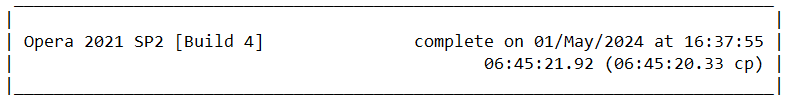 Opera 2021 SP2 [Build 4] complete on 01/May/2024 at 16:37:55
06:45:21.92 (06:45:20.33 cp)